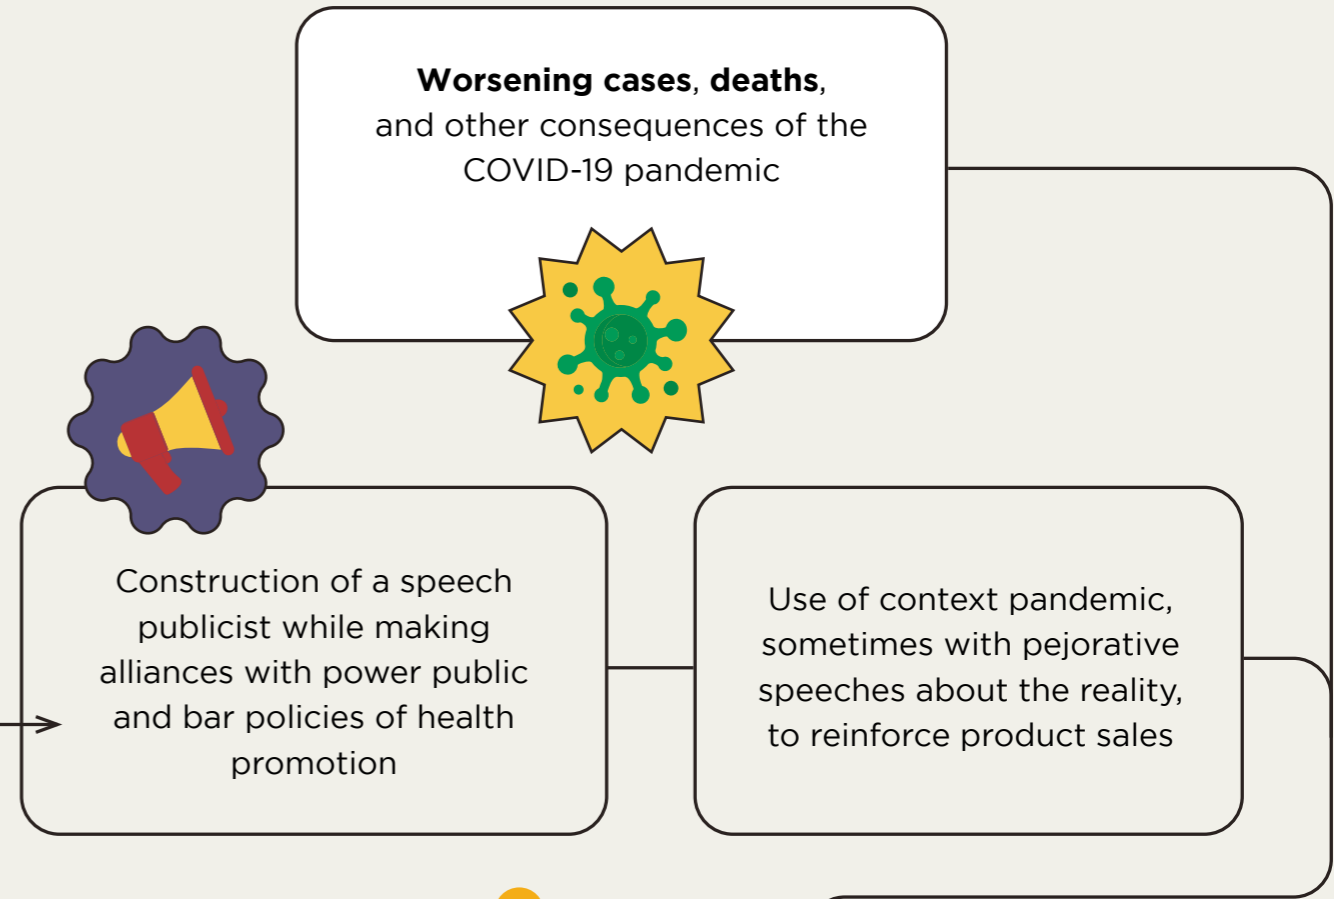 Worsening cases, deaths,
and other consequences of the
COVID-19 pandemic
Construction of a speech
publicist while making
alliances with power public
and bar policies of health
promotion
Use of context pandemic,
sometimes with pejorative
speeches about the reality,
to reinforce product sales